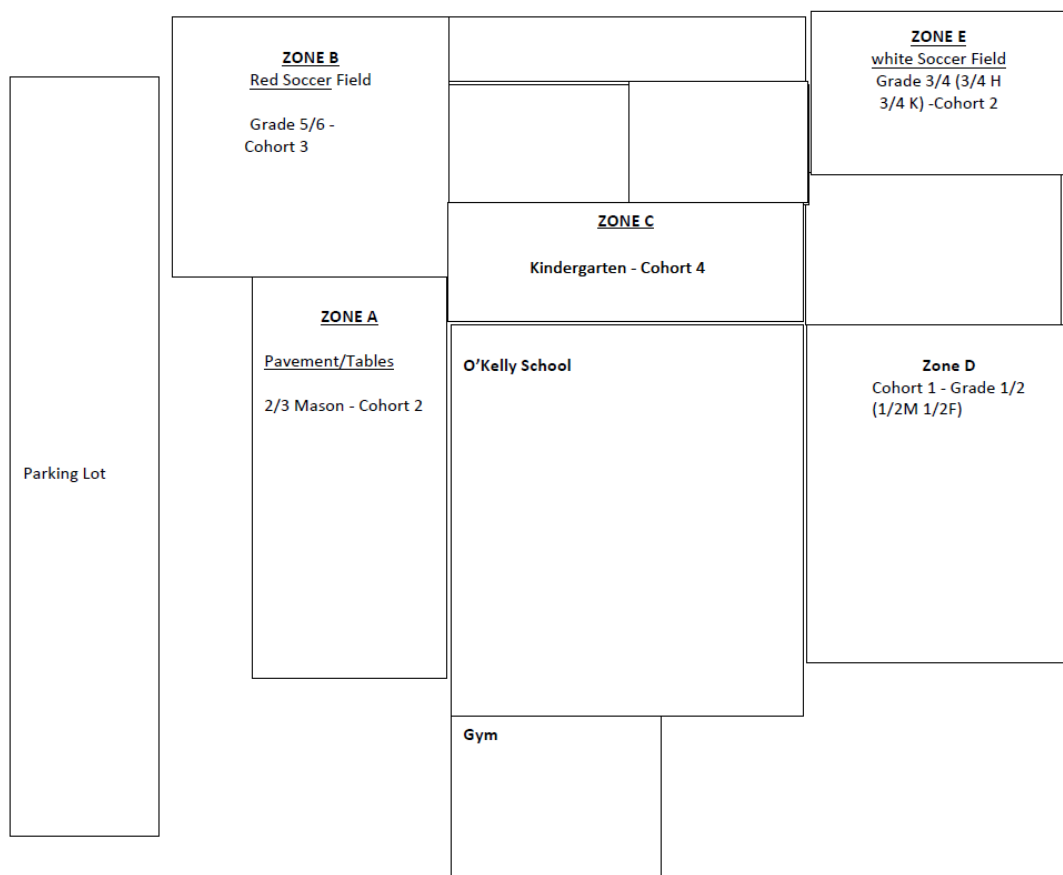 ZONE B
Red Soccer Field
Grade 5/6 -
Cohort 3
ZONE E
white Soccer Field
Grade 3/4 (3/4 H
3/4 K) -Cohort 2
ZONE C
Kindergarten - Cohort 4
ZONE A
Pavement/Tables
2/3 Mason - Cohort 2
O'Kelly School
Zone D
Cohort 1 - Grade 1/2
(1/2M 1/2F)
Parking Lot
Gym